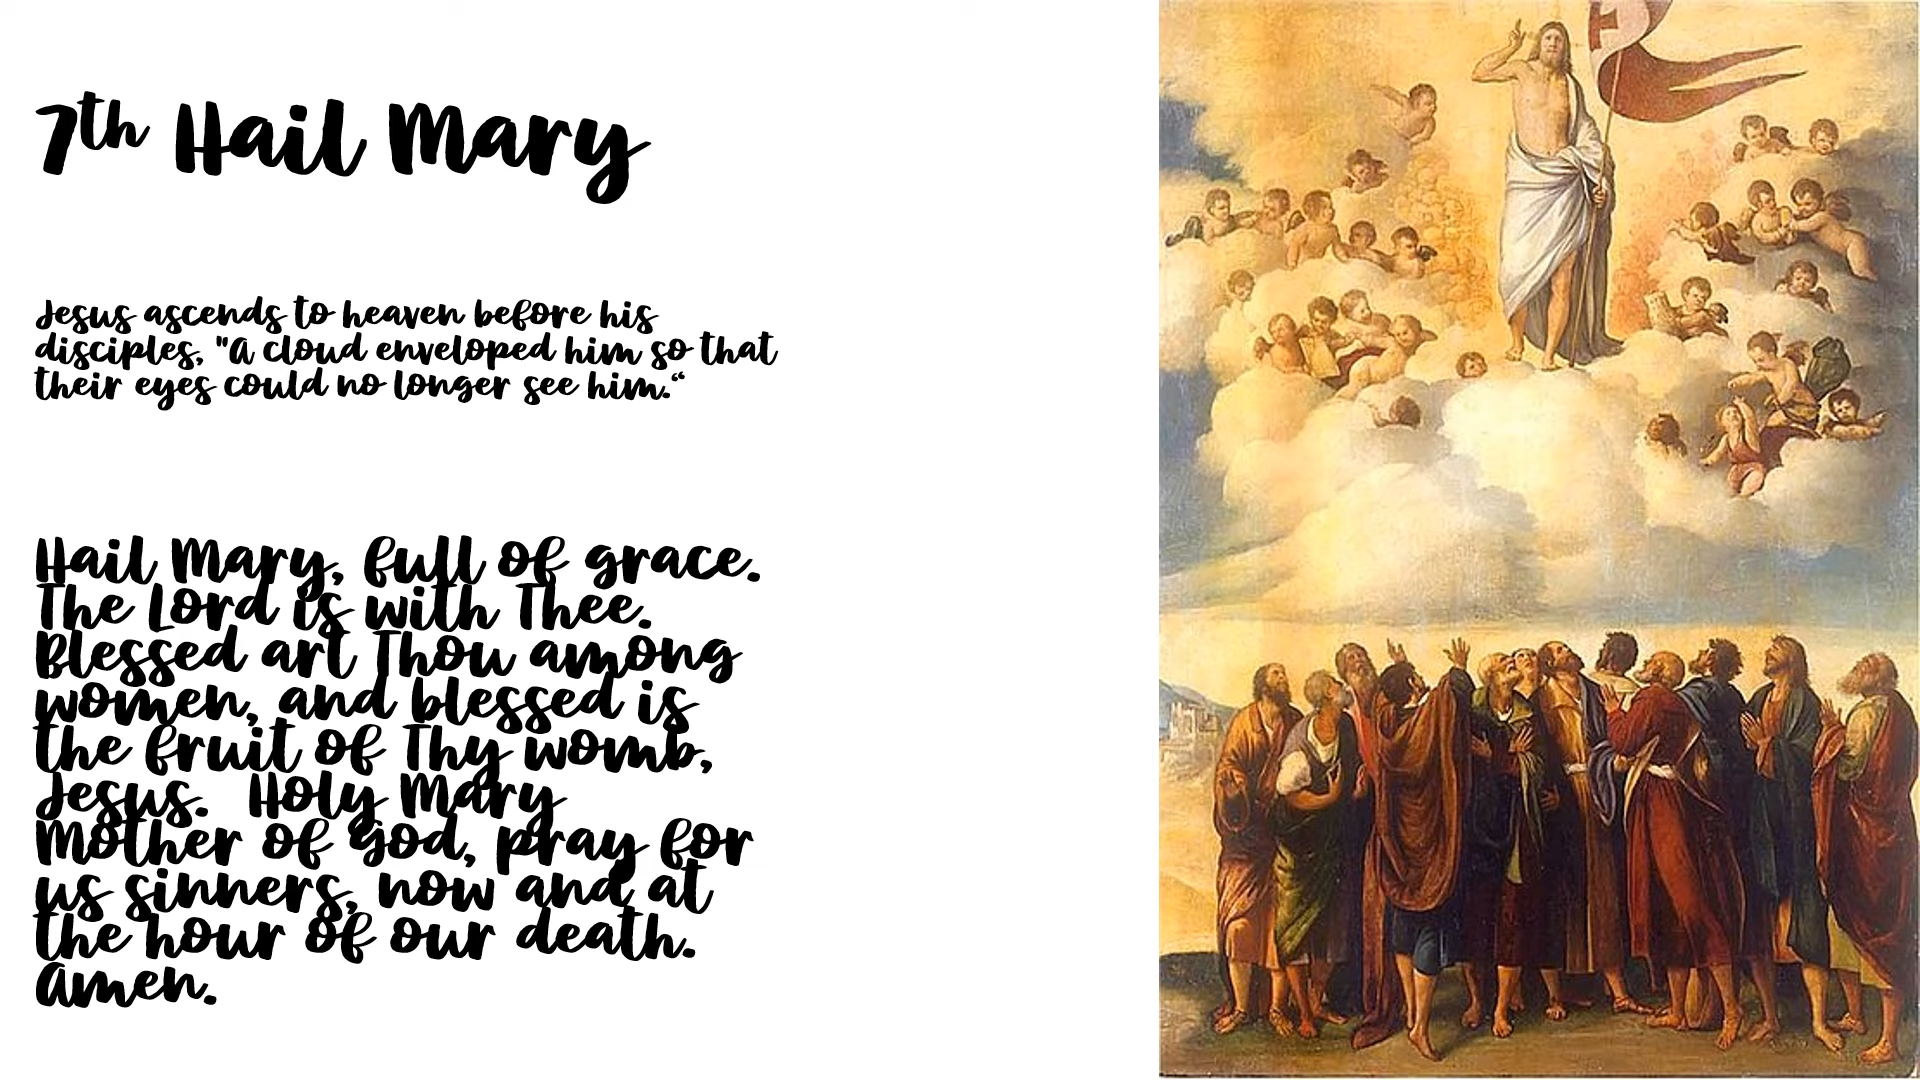 7th Hail Mary
Jesus ascends to heaven before his
disciples, "A cloud enveloped him so that
their eyes could no longer see him.“
Hail Mary, full of grace.
The Lord is with Thee.
Blessed art Thou among
women, and blessed is
the fruit of Thy womb,
Jesus.  Holy Mary
Mother of God, pray for
us sinners, now and at
the hour of our death.
Amen.